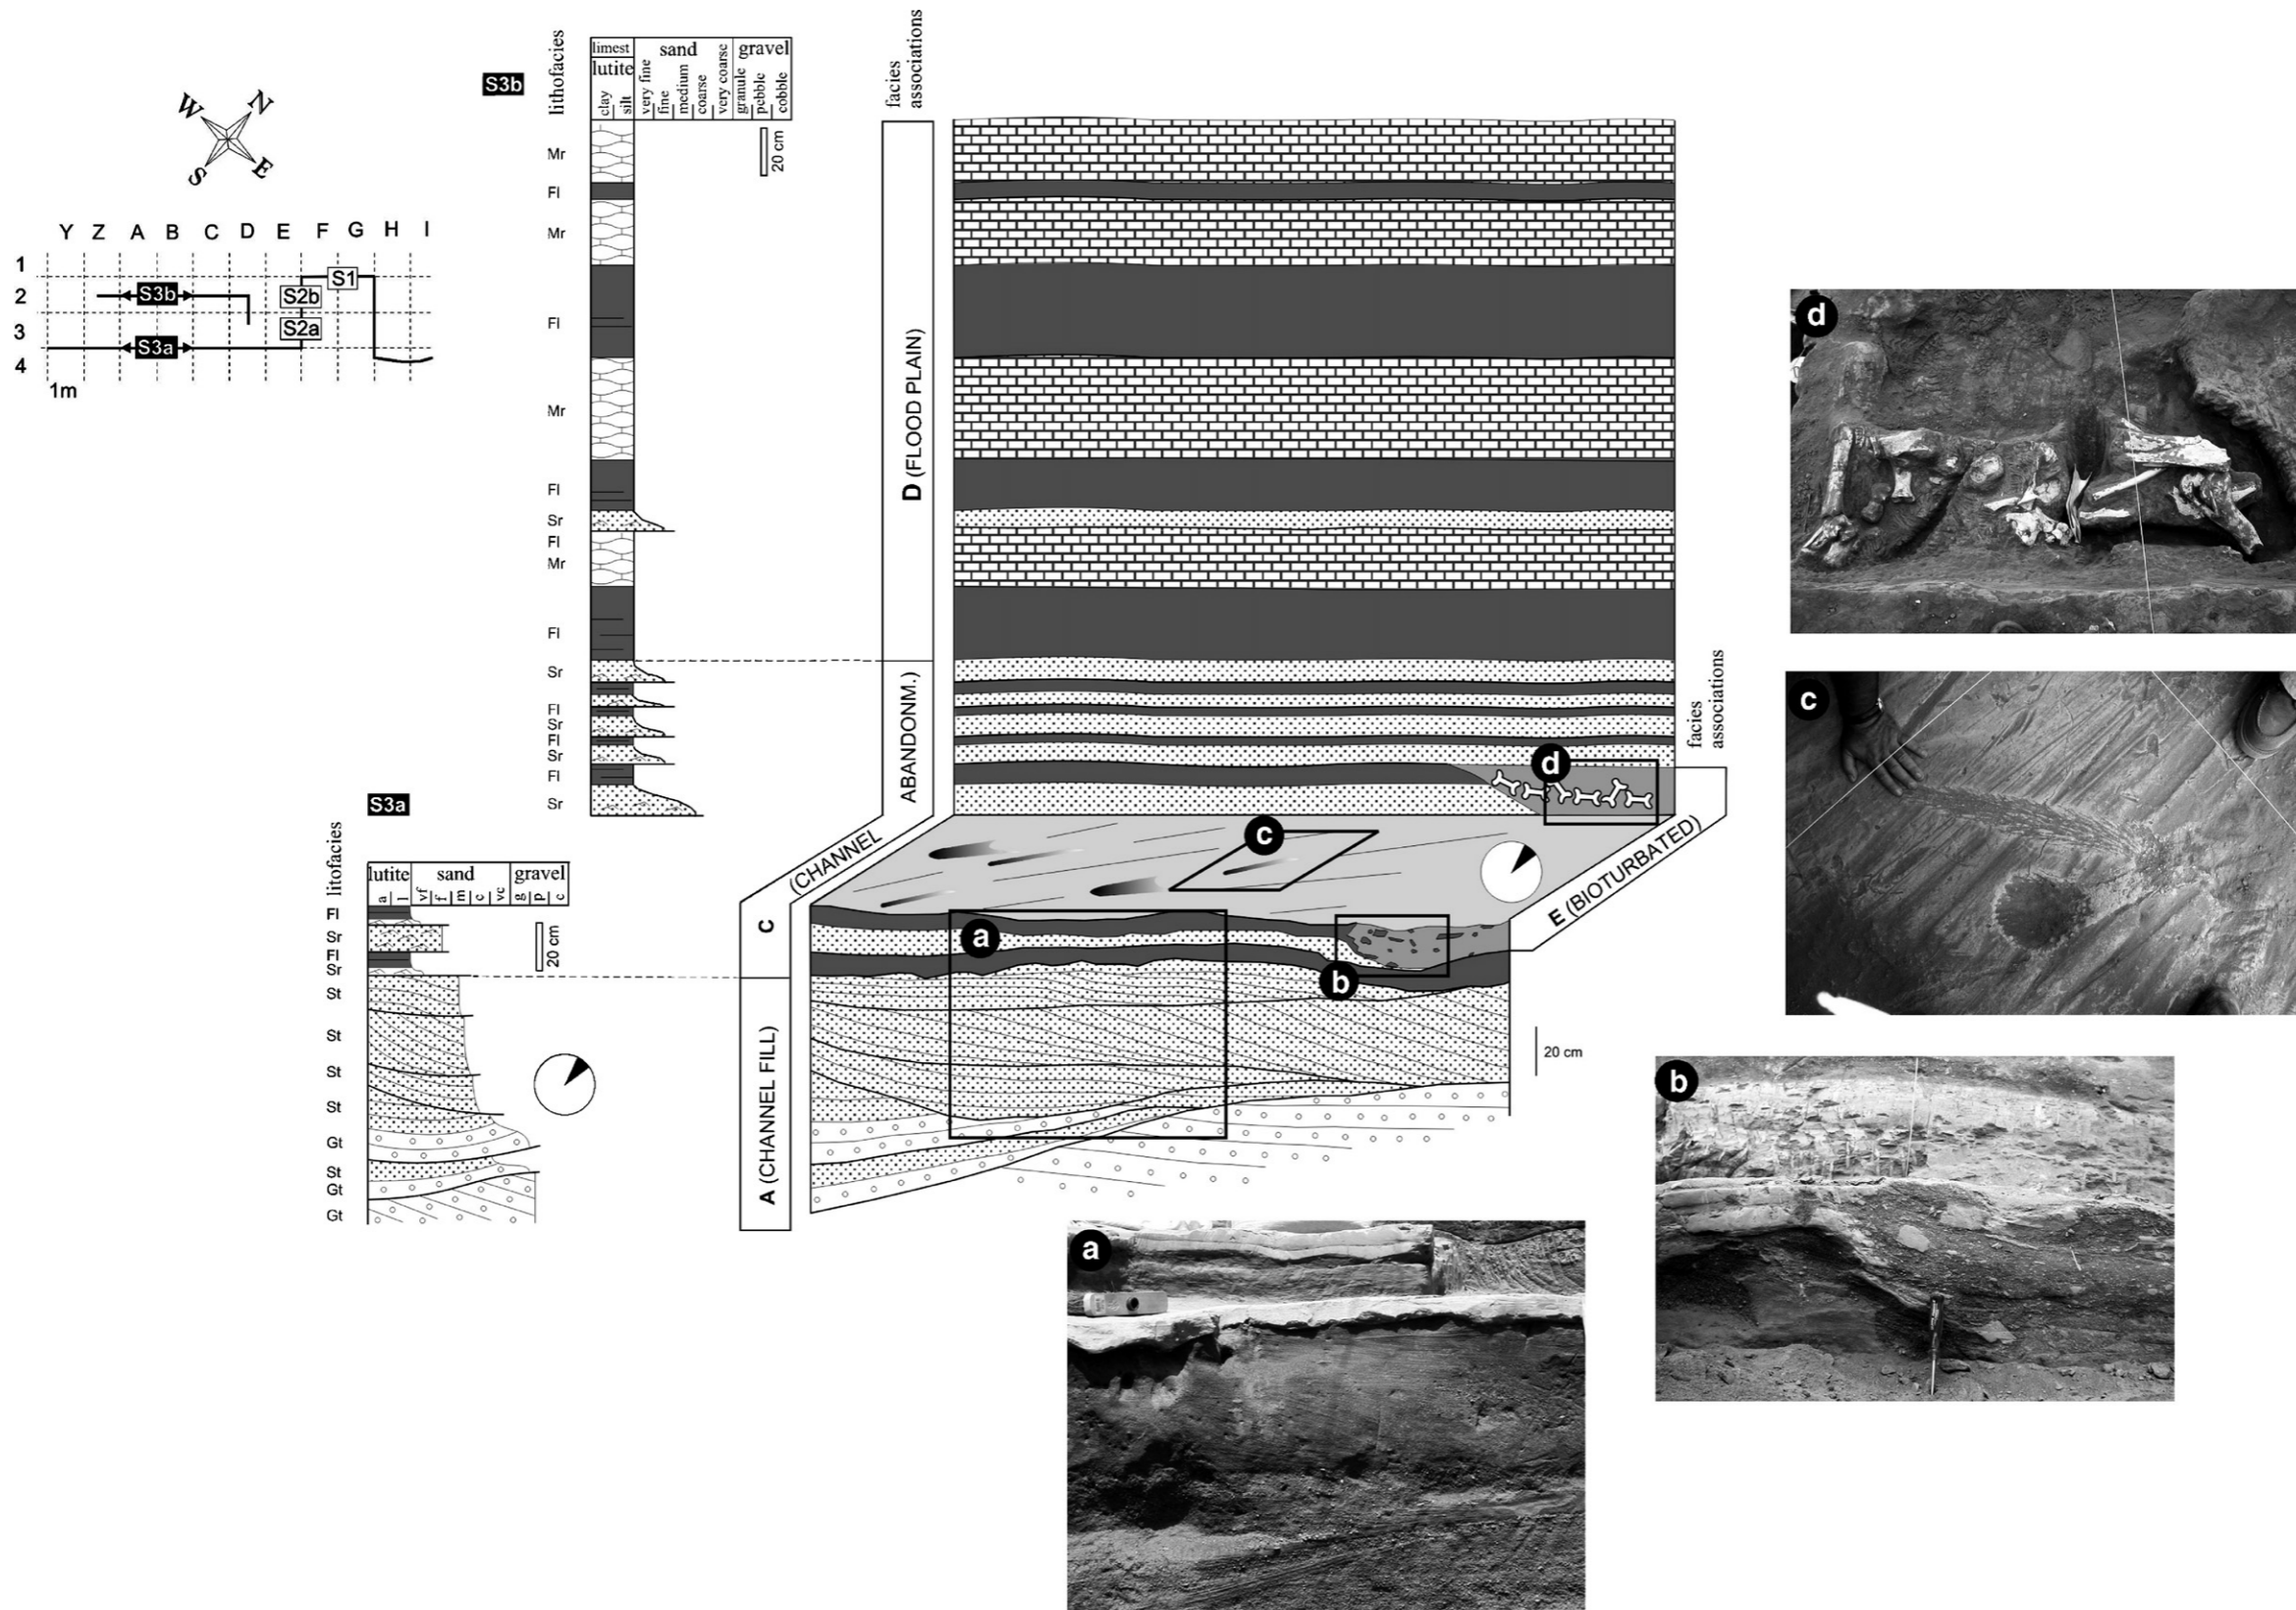 W N
S E
Y Z A B C D E F G H I
1
2
3
4
S1
S2b
S2a
S3b
S3a
1m
S3b
lithofacies
limest
lutite
sand
gravel
clay
silt
very fine
fine
medium
coarse
very coarse
granule
pebble
cobble
20 cm
Mr
Fl
Mr
Fl
Mr
Fl
Sr
Fl
Mr
Fl
Sr
Fl
Sr
Fl
Sr
Fl
Sr
facies
associations
D (FLOOD PLAIN)
ABANDONM.)
(CHANNEL
C
A (CHANNEL FILL)
S3a
litofacies
lutite
sand
gravel
a
l
vf
f
m
c
vc
g
p
c
20 cm
Fl
Sr
Fl
Sr
St
St
St
St
Gt
St
Gt
Gt
facies
associations
E (BIOTURBATED)
a
b
c
d
20 cm
d
c
b
a